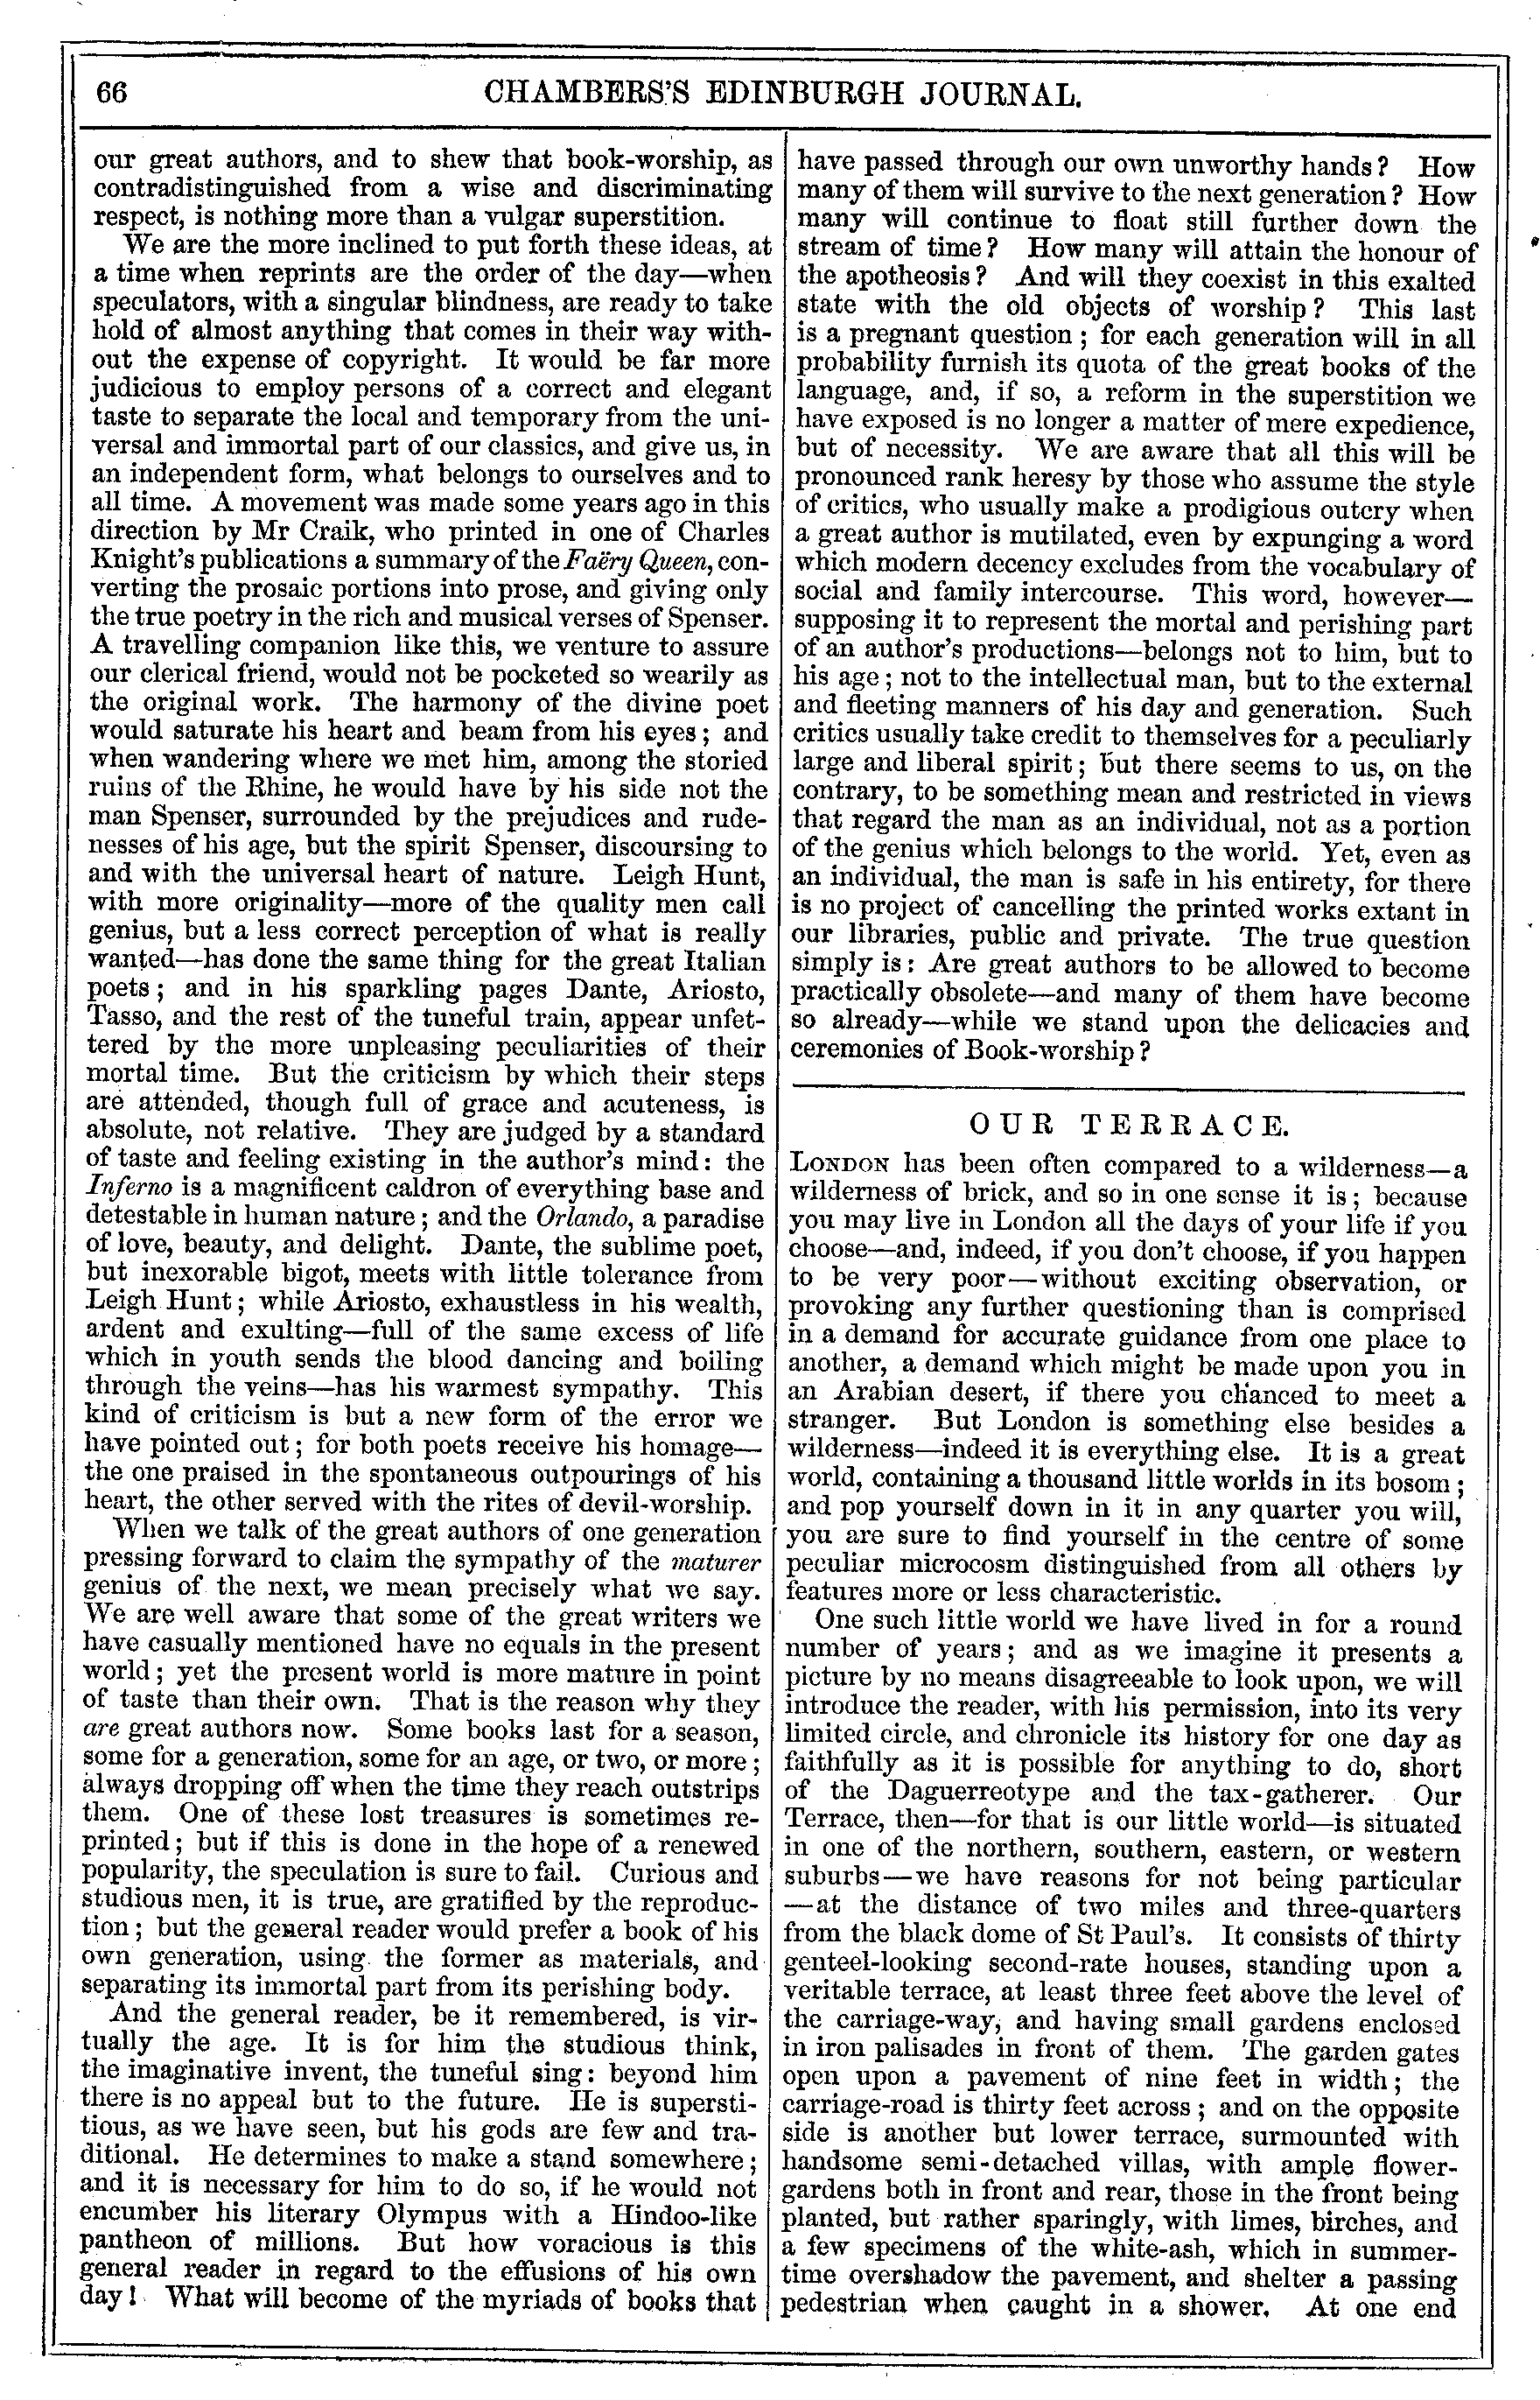 66
CHAMBERS'S EDINBURGH JOURNAL.
our great authors, and to shew that book-worship, as
contradistinguished from a wise and discriminating
respect, is nothing more than a vulgar superstition.
We are the more inclined to put forth these ideas, at
a time when reprints are the order of the day—when
speculators, with a singular blindness, are ready to take
hold of almost anything that comes in their way with-
out the expense of copyright. It would be far more
judicious to employ persons of a correct and elegant
taste to separate the local and temporary from the uni-
versal and immortal part of our classics, and give us, in
an independent form, what belongs to ourselves and to
all time. A movement was made some years ago in this
direction by Mr Craik, who printed in one of Charles
Knight's publications a summary of the Faëry Queen, con-
verting the prosaic portions into prose, and giving only
the true poetry in the rich and musical verses of Spenser.
A travelling companion like this, we venture to assure
our clerical friend, would not be pocketed so wearily as
the original work. The harmony of the divine poet
would saturate his heart and beam from his eyes; and
when wandering where we met him, among the storied
ruins of the Rhine, he would have by his side not the
man Spenser, surrounded by the prejudices and rude-
nesses of his age, but the spirit Spenser, discoursing to
and with the universal heart of nature. Leigh Hunt,
with more originality—more of the quality men call
genius, but a less correct perception of what is really
wanted—has done the same thing for the great Italian
poets; and in his sparkling pages Dante, Ariosto,
Tasso, and the rest of the tuneful train, appear unfet-
tered by the more unpleasing peculiarities of their
mortal time. But the criticism by which their steps
are attended, though full of grace and acuteness, is
absolute, not relative. They are judged by a standard
of taste and feeling existing in the author's mind: the
Inferno is a magnificent caldron of everything base and
detestable in human nature; and the Orlando, a paradise
of love, beauty, and delight. Dante, the sublime poet,
but inexorable bigot, meets with little tolerance from
Leigh Hunt; while Ariosto, exhaustless in his wealth,
ardent and exulting—full of the same excess of life
which in youth sends the blood dancing and boiling
through the veins—has his warmest sympathy. This
kind of criticism is but a new form of the error we
have pointed out; for both poets receive his homage—
the one praised in the spontaneous outpourings of his
heart, the other served with the rites of devil-worship.
When we talk of the great authors of one generation
pressing forward to claim the sympathy of the maturer
genius of the next, we mean precisely what we say.
We are well aware that some of the great writers we
have casually mentioned have no equals in the present
world; yet the present world is more mature in point
of taste than their own. That is the reason why they
are great authors now. Some books last for a season,
some for a generation, some for an age, or two, or more;
always dropping off when the time they reach outstrips
them. One of these lost treasures is sometimes re-
printed; but if this is done in the hope of a renewed
popularity, the speculation is sure to fail. Curious and
studious men, it is true, are gratified by the reproduc-
tion; but the general reader would prefer a book of his
own generation, using the former as materials, and
separating its immortal part from its perishing body.
And the general reader, be it remembered, is vir-
tually the age. It is for him the studious think,
the imaginative invent, the tuneful sing: beyond him
there is no appeal but to the future. He is supersti-
tious, as we have seen, but his gods are few and tra-
ditional. He determines to make a stand somewhere;
and it is necessary for him to do so, if he would not
encumber his literary Olympus with a Hindoo-like
pantheon of millions. But how voracious is this
general reader in regard to the effusions of his own
day! What will become of the myriads of books that
have passed through our own unworthy hands? How
many of them will survive to the next generation? How
many will continue to float still further down the
stream of time? How many will attain the honour of
the apotheosis? And will they coexist in this exalted
state with the old objects of worship? This last
is a pregnant question; for each generation will in all
probability furnish its quota of the great books of the
language, and, if so, a reform in the superstition we
have exposed is no longer a matter of mere expedience,
but of necessity. We are aware that all this will be
pronounced rank heresy by those who assume the style
of critics, who usually make a prodigious outcry when
a great author is mutilated, even by expunging a word
which modern decency excludes from the vocabulary of
social and family intercourse. This word, however—
supposing it to represent the mortal and perishing part
of an author's productions—belongs not to him, but to
his age; not to the intellectual man, but to the external
and fleeting manners of his day and generation. Such
critics usually take credit to themselves for a peculiarly
large and liberal spirit; but there seems to us, on the
contrary, to be something mean and restricted in views
that regard the man as an individual, not as a portion
of the genius which belongs to the world. Yet, even as
an individual, the man is safe in his entirety, for there
is no project of cancelling the printed works extant in
our libraries, public and private. The true question
simply is: Are great authors to be allowed to become
practically obsolete—and many of them have become
so already—while we stand upon the delicacies and
ceremonies of Book-worship?
OUR TERRACE.
LONDON has been often compared to a wilderness—a
wilderness of brick, and so in one sense it is; because
you may live in London all the days of your life if you
choose—and, indeed, if you don't choose, if you happen
to be very poor—without exciting observation, or
provoking any further questioning than is comprised
in a demand for accurate guidance from one place to
another, a demand which might be made upon you in
an Arabian desert, if there you chanced to meet a
stranger. But London is something else besides a
wilderness—indeed it is everything else. It is a great
world, containing a thousand little worlds in its bosom;
and pop yourself down in it in any quarter you will,
you are sure to find yourself in the centre of some
peculiar microcosm distinguished from all others by
features more or less characteristic.
One such little world we have lived in for a round
number of years; and as we imagine it presents a
picture by no means disagreeable to look upon, we will
introduce the reader, with his permission, into its very
limited circle, and chronicle its history for one day as
faithfully as it is possible for anything to do, short
of the Daguerreotype and the tax-gatherer. Our
Terrace, then—for that is our little world—is situated
in one of the northern, southern, eastern, or western
suburbs—we have reasons for not being particular
—at the distance of two miles and three-quarters
from the black dome of St Paul's. It consists of thirty
genteel-looking second-rate houses, standing upon a
veritable terrace, at least three feet above the level of
the carriage-way, and having small gardens enclosed
in iron palisades in front of them. The garden gates
open upon a pavement of nine feet in width; the
carriage-road is thirty feet across; and on the opposite
side is another but lower terrace, surmounted with
handsome semi-detached villas, with ample flower-
gardens both in front and rear, those in the front being
planted, but rather sparingly, with limes, birches, and
a few specimens of the white-ash, which in summer-
time overshadow the pavement, and shelter a passing
pedestrian when caught in a shower. At one end